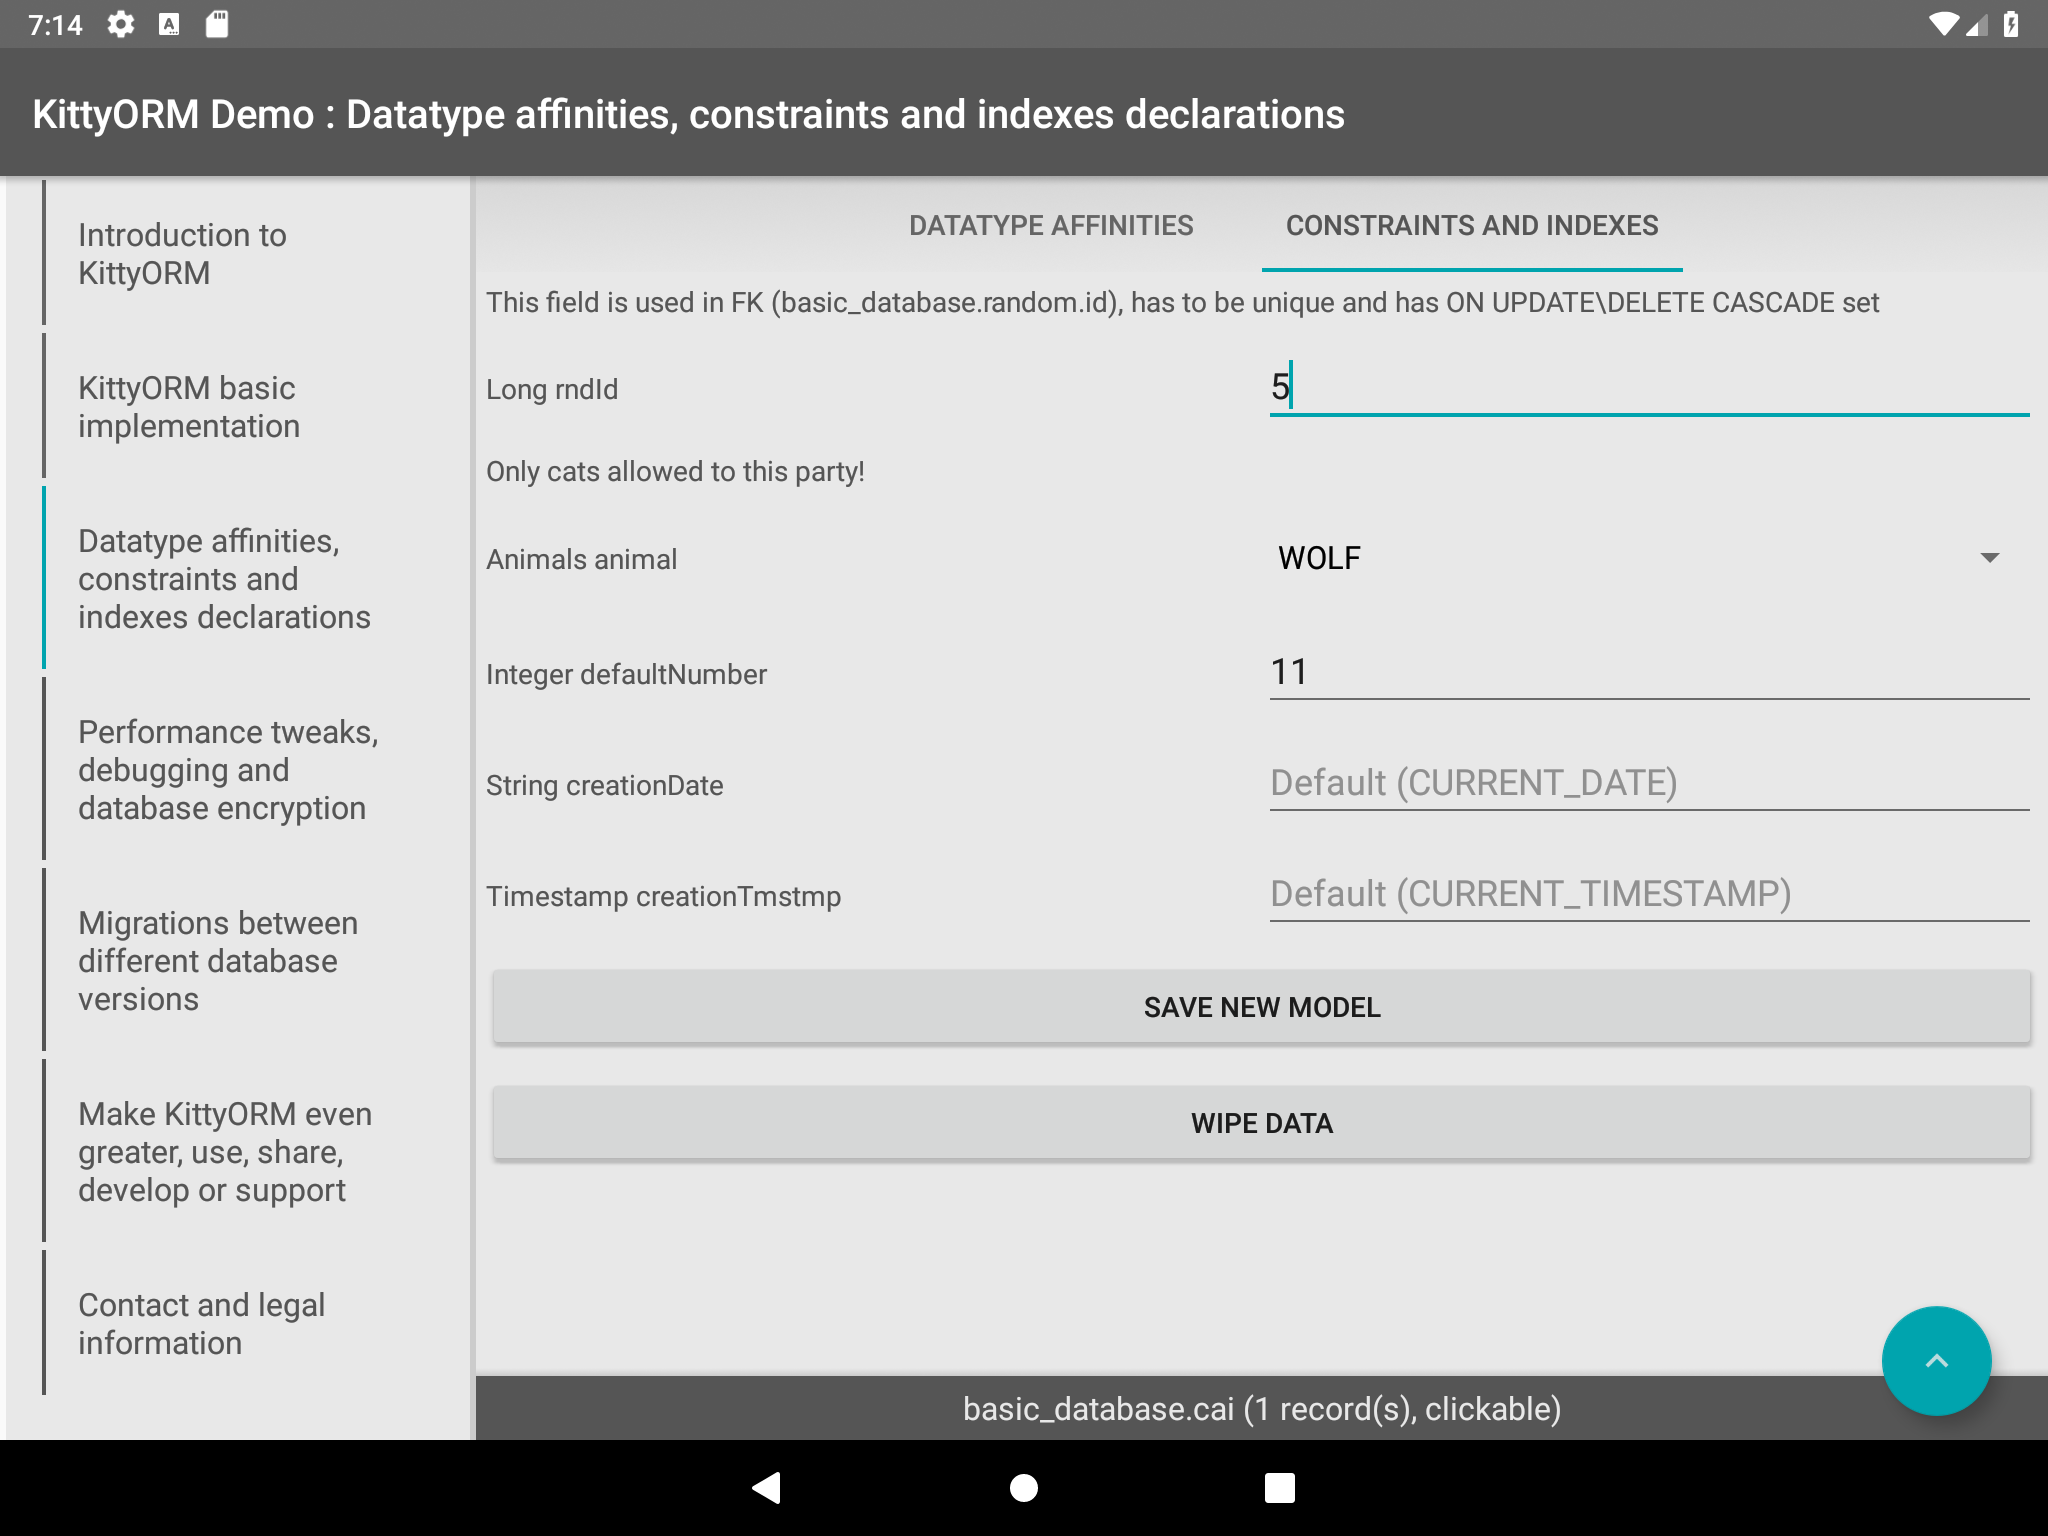 7:14
KittyORM Demo : Datatype affinities, constraints and indexes declarations
Introduction to
KittyORM
KittyORM basic
implementation
Datatype affinities,
constraints and
indexes declarations
Performance tweaks,
debugging and
database encryption
Migrations between
different database
versions
Make KittyORM even
greater, use, share,
develop or support
Contact and legal
information
DATATYPE AFFINITIES
CONSTRAINTS AND INDEXES
This field is used in FK (basic_database.random.id), has to be unique and has ON UPDATE\DELETE CASCADE set
Long rndId
5
Only cats allowed to this party!
Animals animal
WOLF
Integer defaultNumber
11
String creationDate
Default (CURRENT_DATE)
Timestamp creationTmstmp
Default (CURRENT_TIMESTAMP)
SAVE NEW MODEL
WIPE DATA
basic_database.cai (1 record(s), clickable)